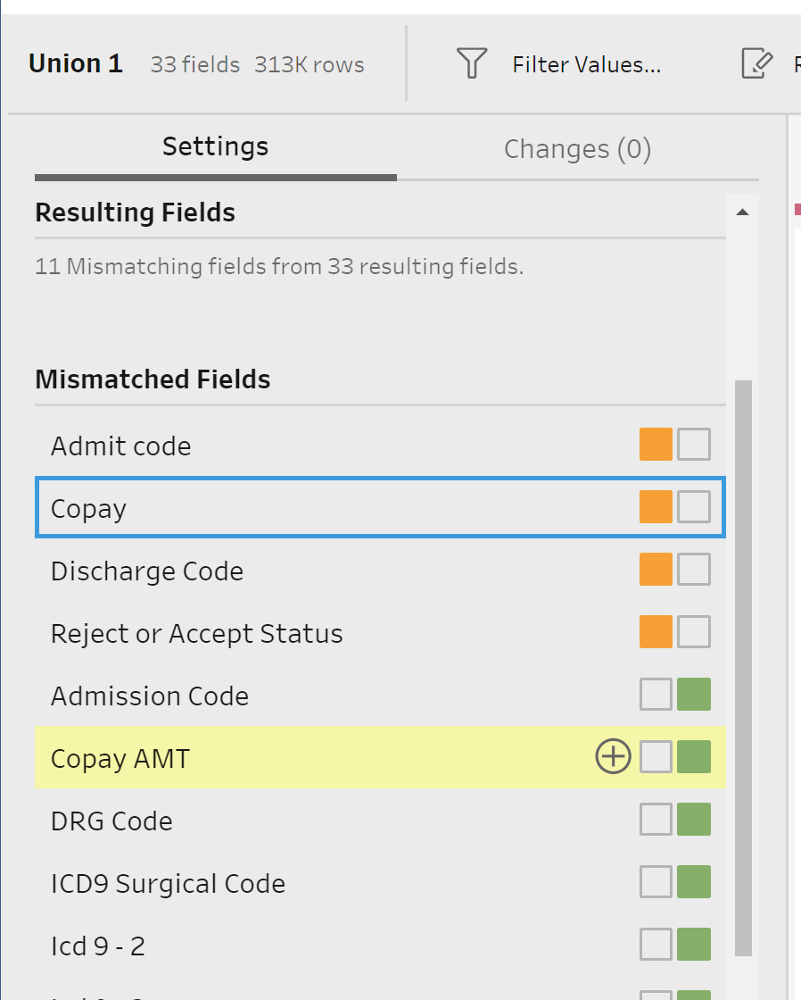 Union 1 33 fields 313K rows Filter Values...
Settings Changes (0)
Resulting Fields
11 Mismatching fields from 33 resulting fields.
Mismatched Fields
Admit code
Copay
Discharge Code
Reject or Accept Status
Admission Code
Copay AMT
DRG Code
ICD9 Surgical Code
Icd 9 - 2